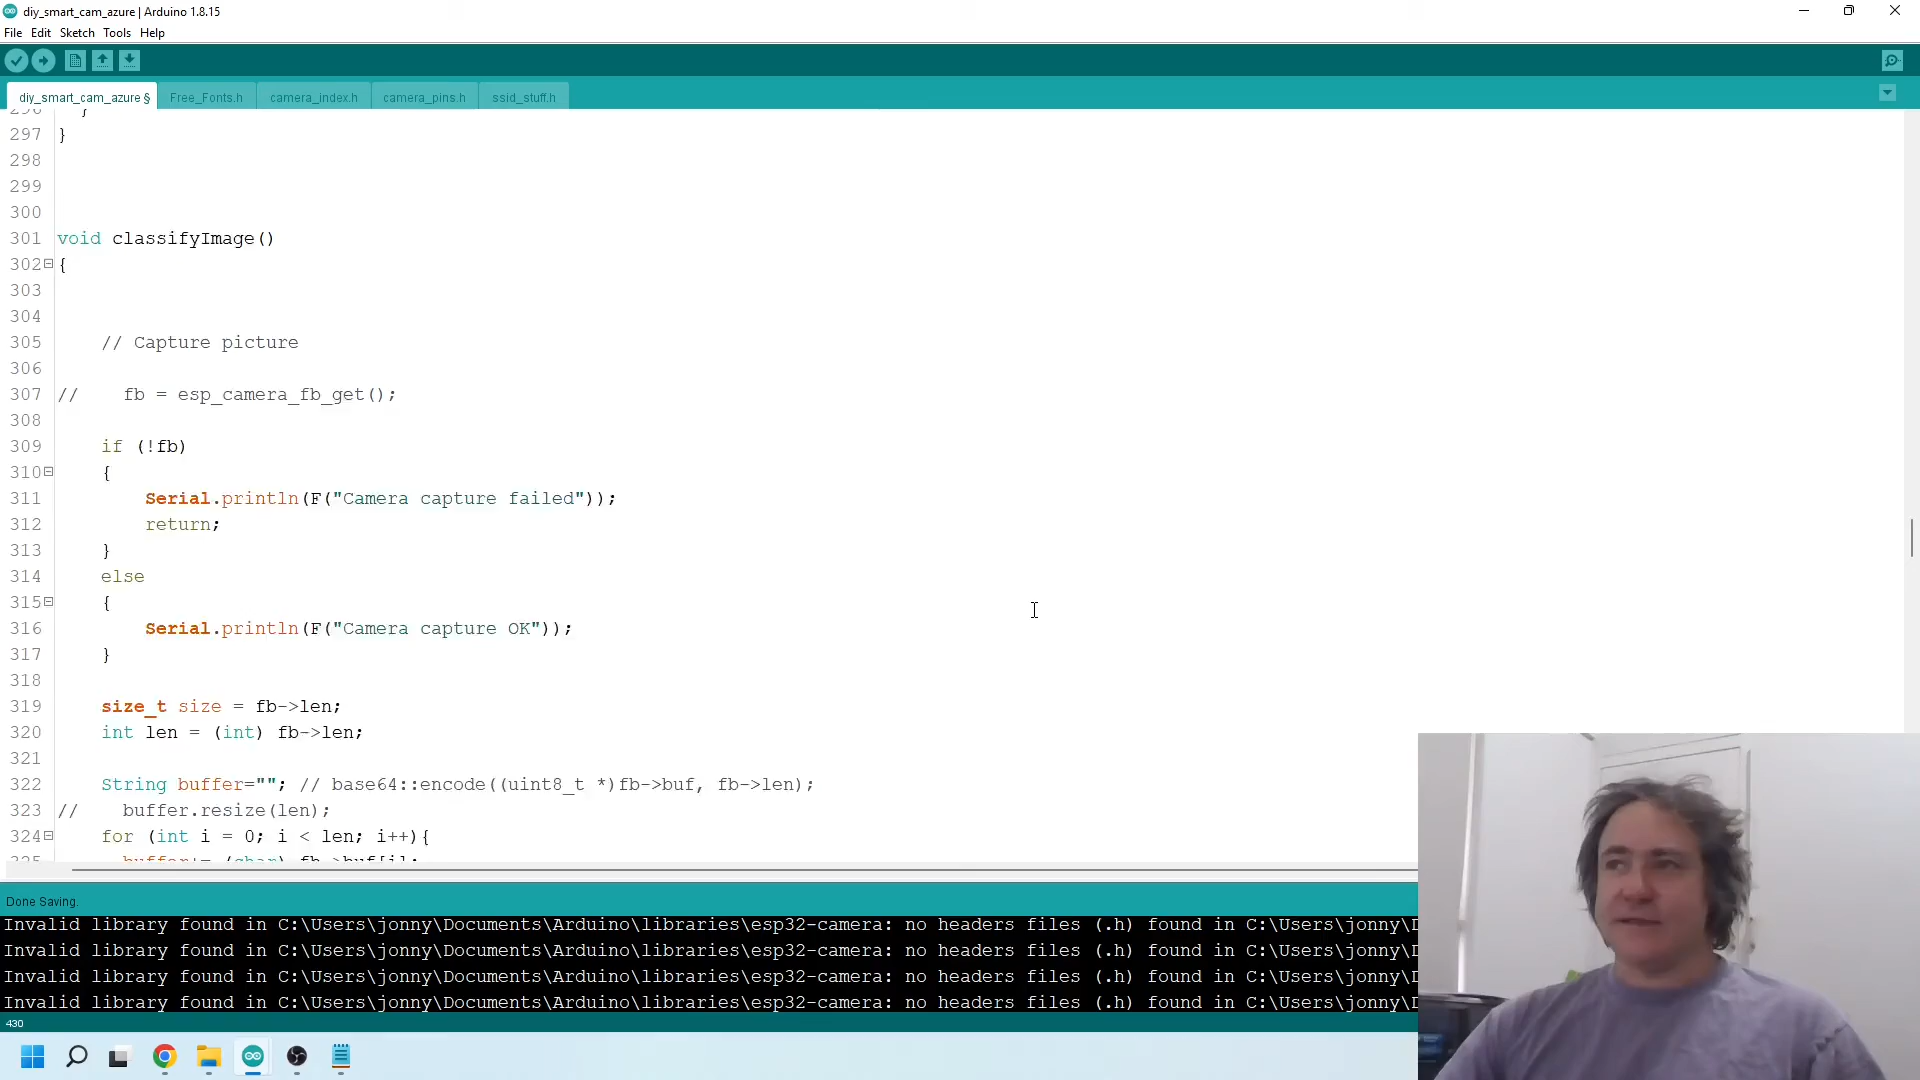 diy_smart_cam_azure | Arduino 1.8.15
File Edit Sketch Tools Help
diy_smart_cam_azure § Free_Fonts.h camera_index.h camera_pins.h ssid_stuff.h
296 }
297 }
298
299
300
301 void classifyImage()
302 {
303
304
305 // Capture picture
306
307 // fb = esp_camera_fb_get();
308
309 if (!fb)
310 {
311 Serial.println(F("Camera capture failed"));
312 return;
313 }
314 else
315 {
316 Serial.println(F("Camera capture OK"));
317 }
318
319 size_t size = fb->len;
320 int len = (int) fb->len;
321
322 String buffer=""; // base64::encode((uint8_t *)fb->buf, fb->len);
323 // buffer.resize(len);
324 for (int i = 0; i < len; i++){
325 buffer+= (char) fb->buf[i];
Done Saving.
Invalid library found in C:\Users\jonny\Documents\Arduino\libraries\esp32-camera: no headers files (.h) found in C:\Users\jonny\D
Invalid library found in C:\Users\jonny\Documents\Arduino\libraries\esp32-camera: no headers files (.h) found in C:\Users\jonny\D
Invalid library found in C:\Users\jonny\Documents\Arduino\libraries\esp32-camera: no headers files (.h) found in C:\Users\jonny\D
Invalid library found in C:\Users\jonny\Documents\Arduino\libraries\esp32-camera: no headers files (.h) found in C:\Users\jonny\D
430